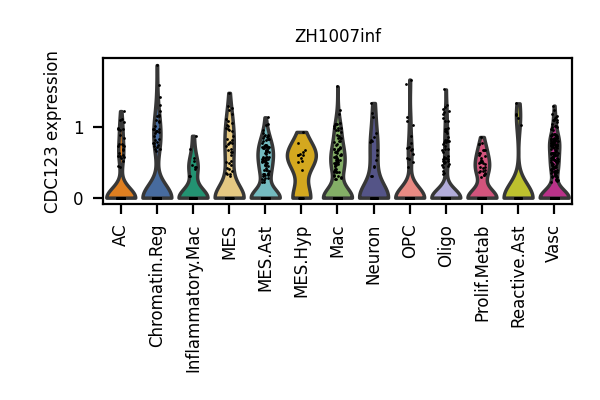 ZH1007inf
CDC123 expression
1
0
AC
Chromatin.Reg
Inflammatory.Mac
MES
MES.Ast
MES.Hyp
Mac
Neuron
OPC
Oligo
Prolif.Metab
Reactive.Ast
Vasc